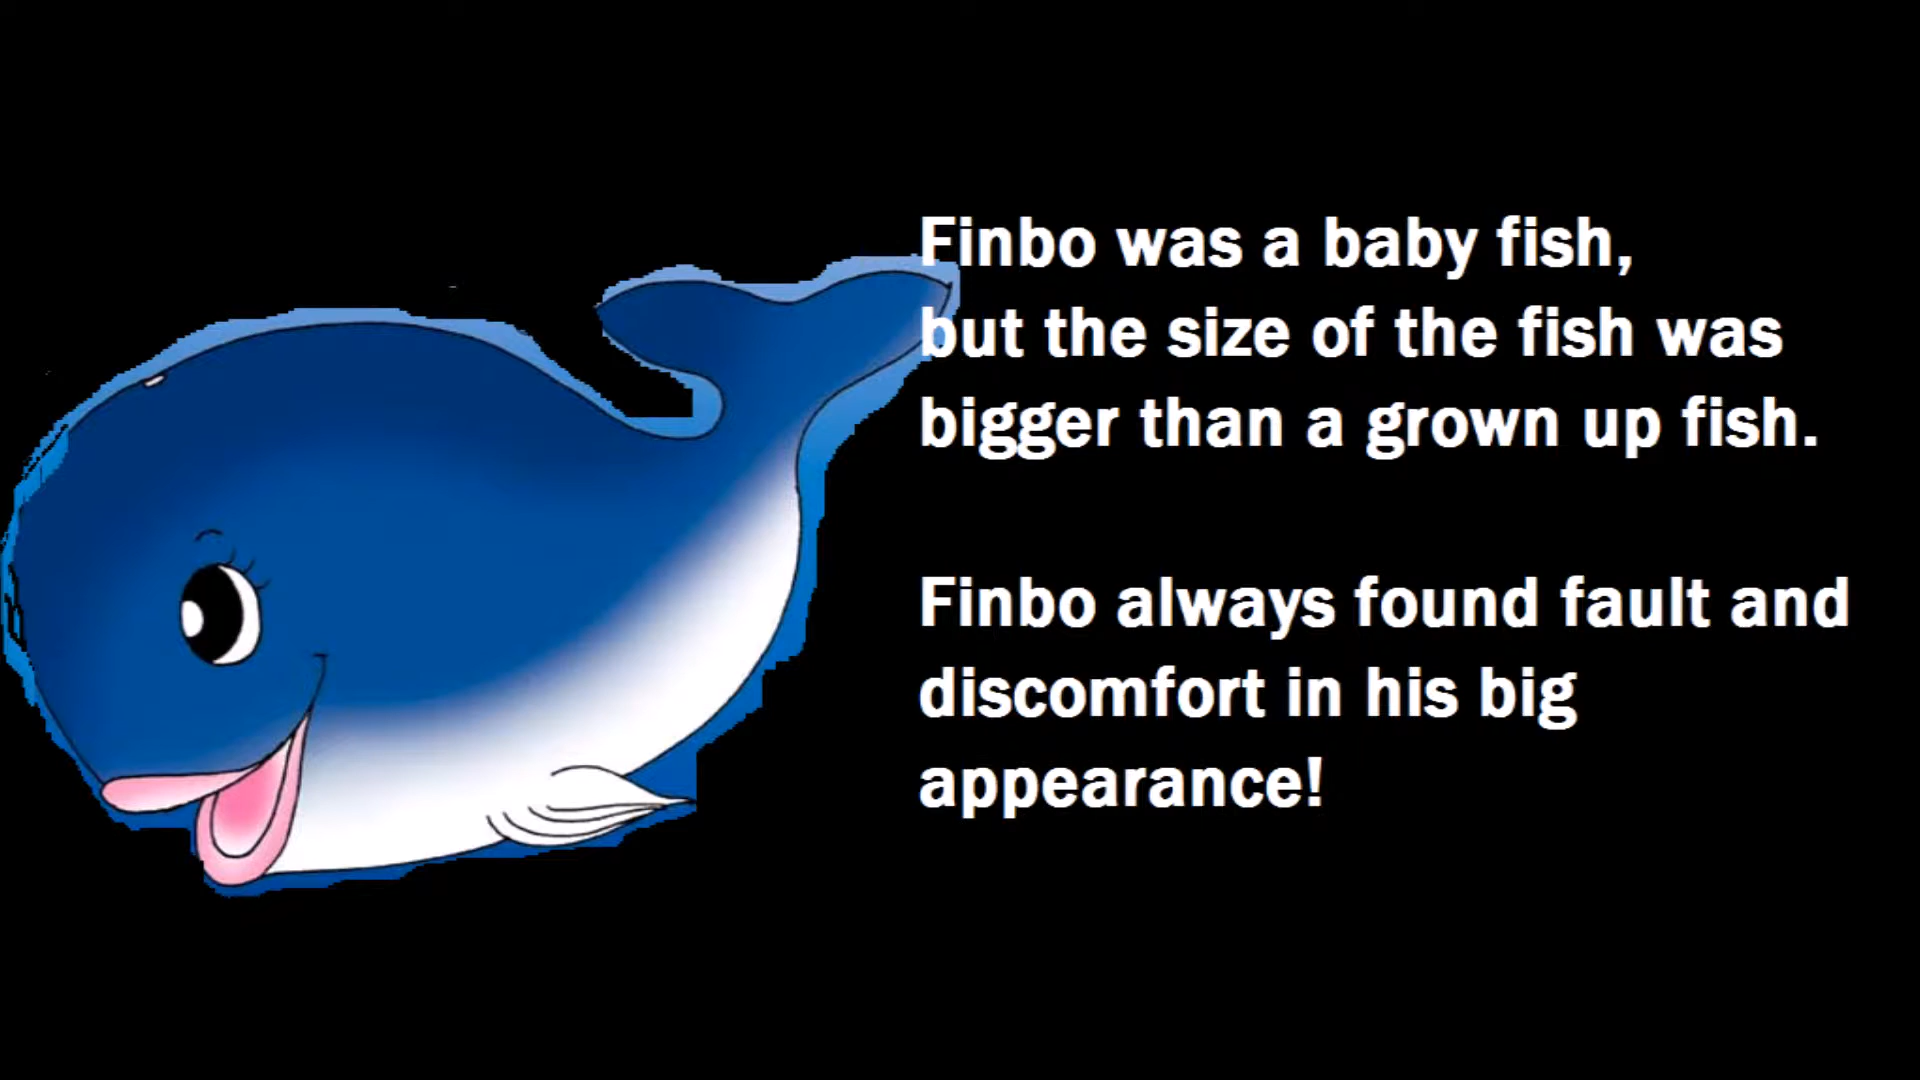 Finbo was a baby fish,
but the size of the fish was
bigger than a grown up fish.
Finbo always found fault and
discomfort in his big
appearance!